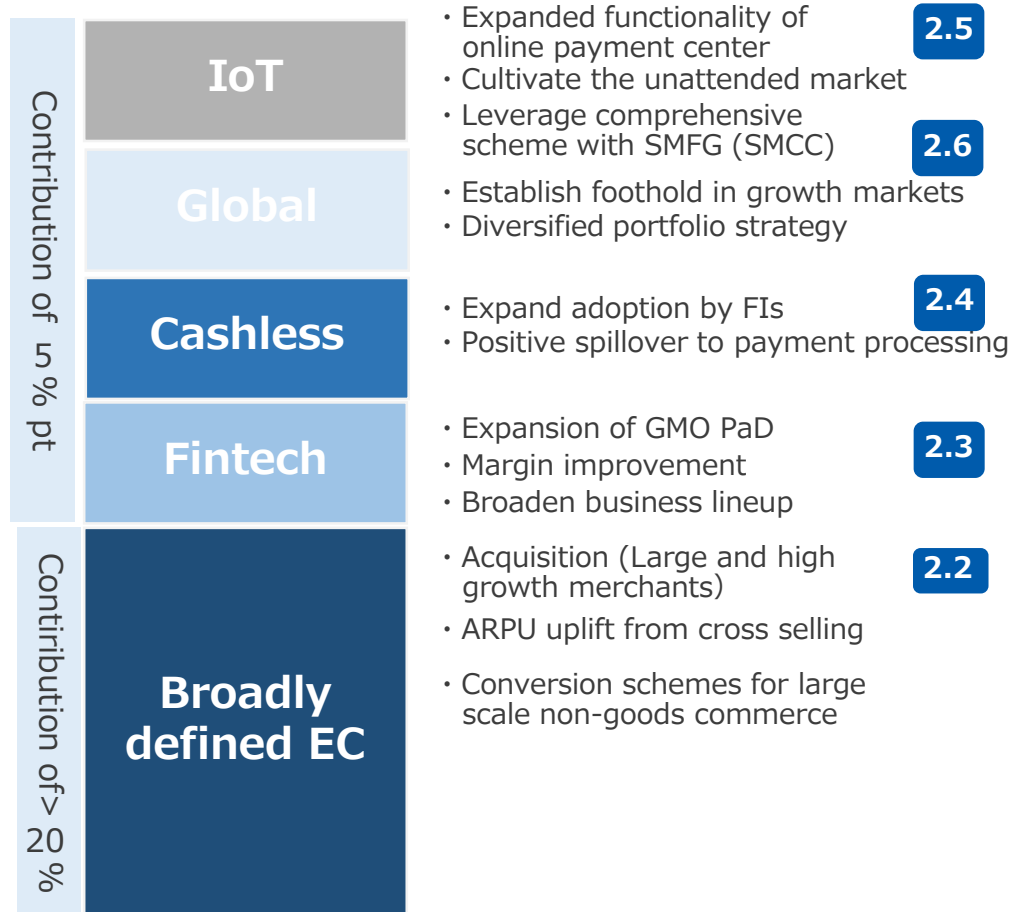 Contribution of 5% pt
IoT
・Expanded functionality of
online payment center
・Cultivate the unattended market
・Leverage comprehensive
scheme with SMFG (SMCC)
2.5
2.6
Global
・Establish foothold in growth markets
・Diversified portfolio strategy
Cashless
・Expand adoption by FIs
・Positive spillover to payment processing
2.4
Fintech
・Expansion of GMO PaD
・Margin improvement
・Broaden business lineup
2.3
Contiribution of>
20%
Broadly
defined EC
・Acquisition (Large and high
growth merchants）
・ARPU uplift from cross selling
・Conversion schemes for large
scale non-goods commerce
2.2